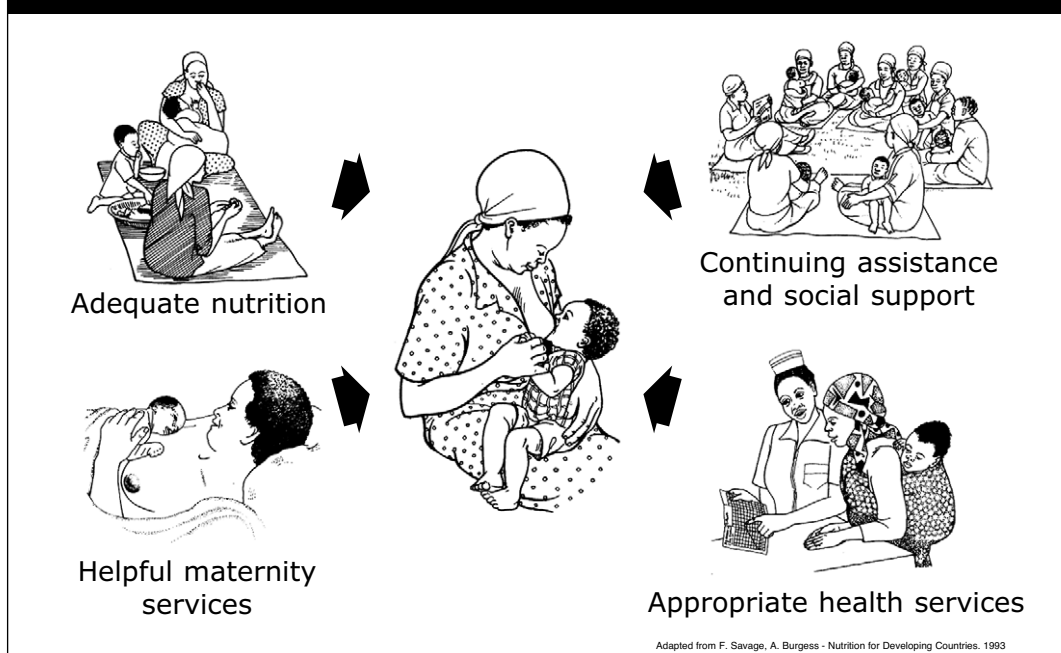 Adequate nutrition
Continuing assistance
and social support
Helpful maternity
services
Appropriate health services
Adapted from F. Savage, A. Burgess - Nutrition for Developing Countries. 1993